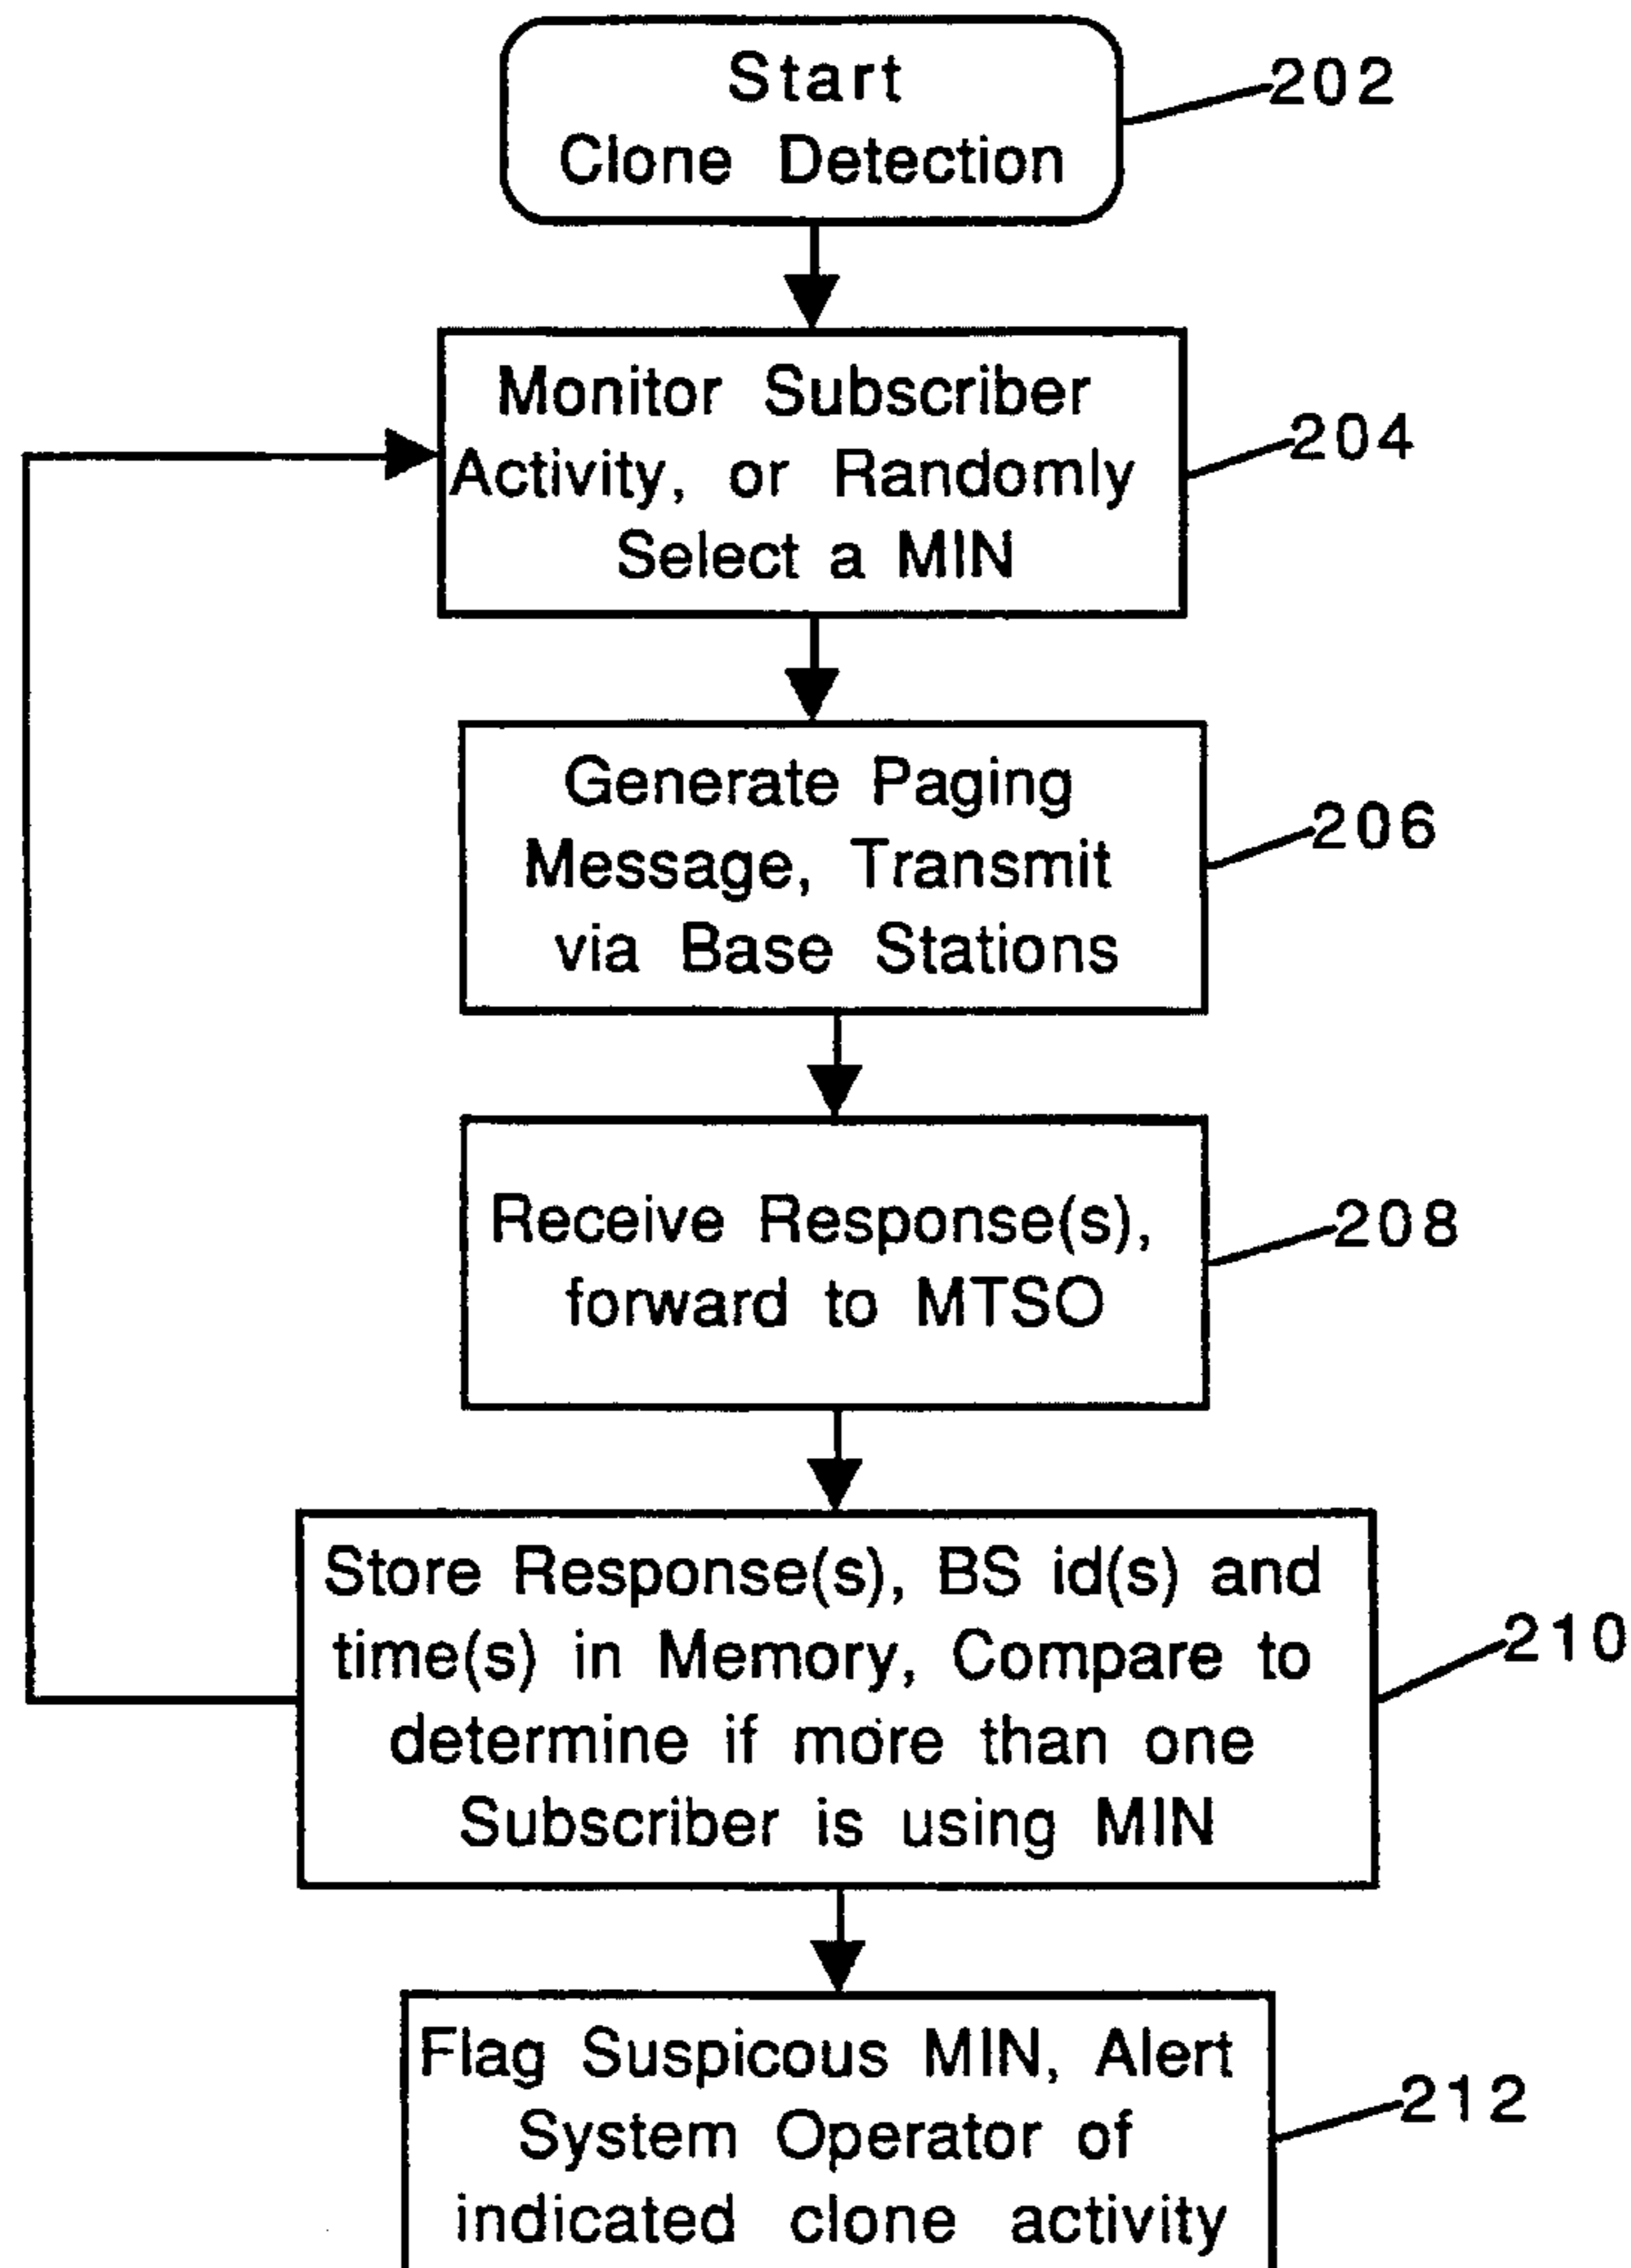 Start
Clone Detection
202
Monitor Subscriber
Activity, or Randomly
Select a MIN
204
Generate Paging
Message, Transmit
via Base Stations
206
Receive Response(s),
forward to MTSO
208
Store Response(s), BS id(s) and
time(s) in Memory, Compare to
determine if more than one
Subscriber is using MIN
210
Flag Suspicous MIN, Alert
System Operator of
indicated clone activity
212